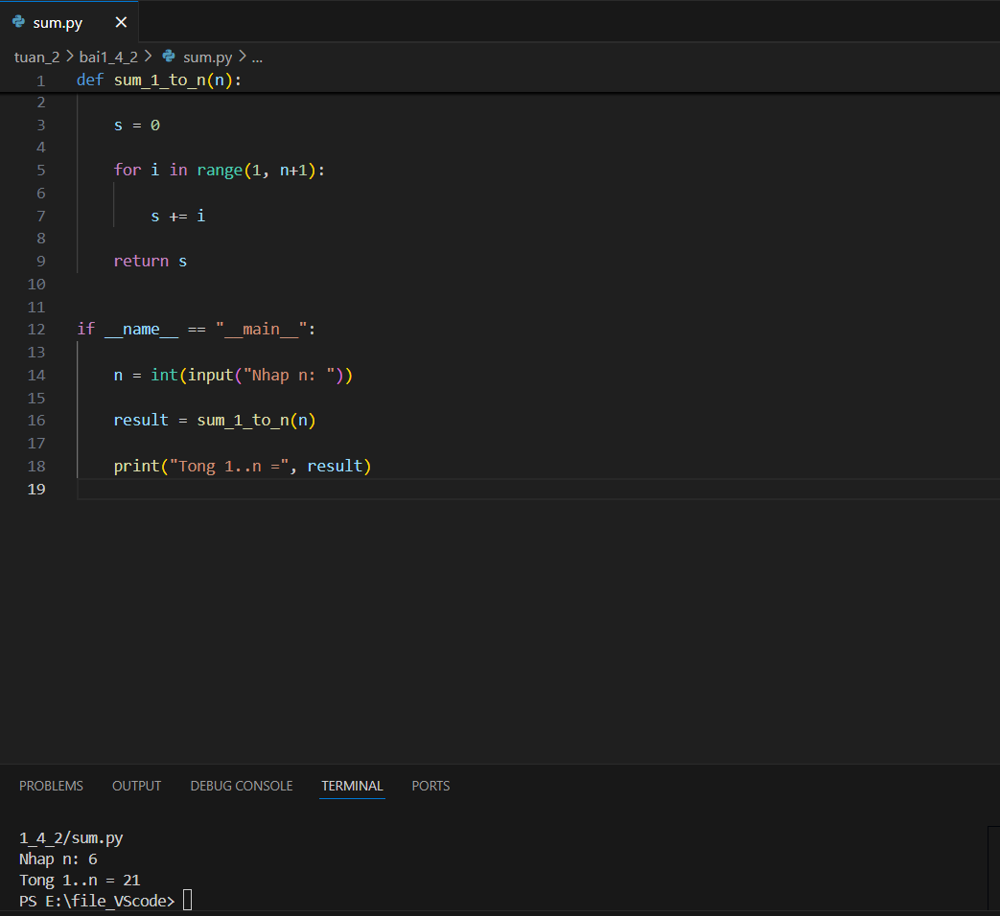 sum.py
tuan_2 > bai1_4_2 > sum.py > ...
1 def sum_1_to_n(n):
2
3     s = 0
4
5     for i in range(1, n+1):
6
7         s += i
8
9     return s
10
11
12 if __name__ == "__main__":
13
14     n = int(input("Nhap n: "))
15
16     result = sum_1_to_n(n)
17
18     print("Tong 1..n =", result)
19
PROBLEMS OUTPUT DEBUG CONSOLE TERMINAL PORTS
1_4_2/sum.py
Nhap n: 6
Tong 1..n = 21
PS E:\file_VScode>